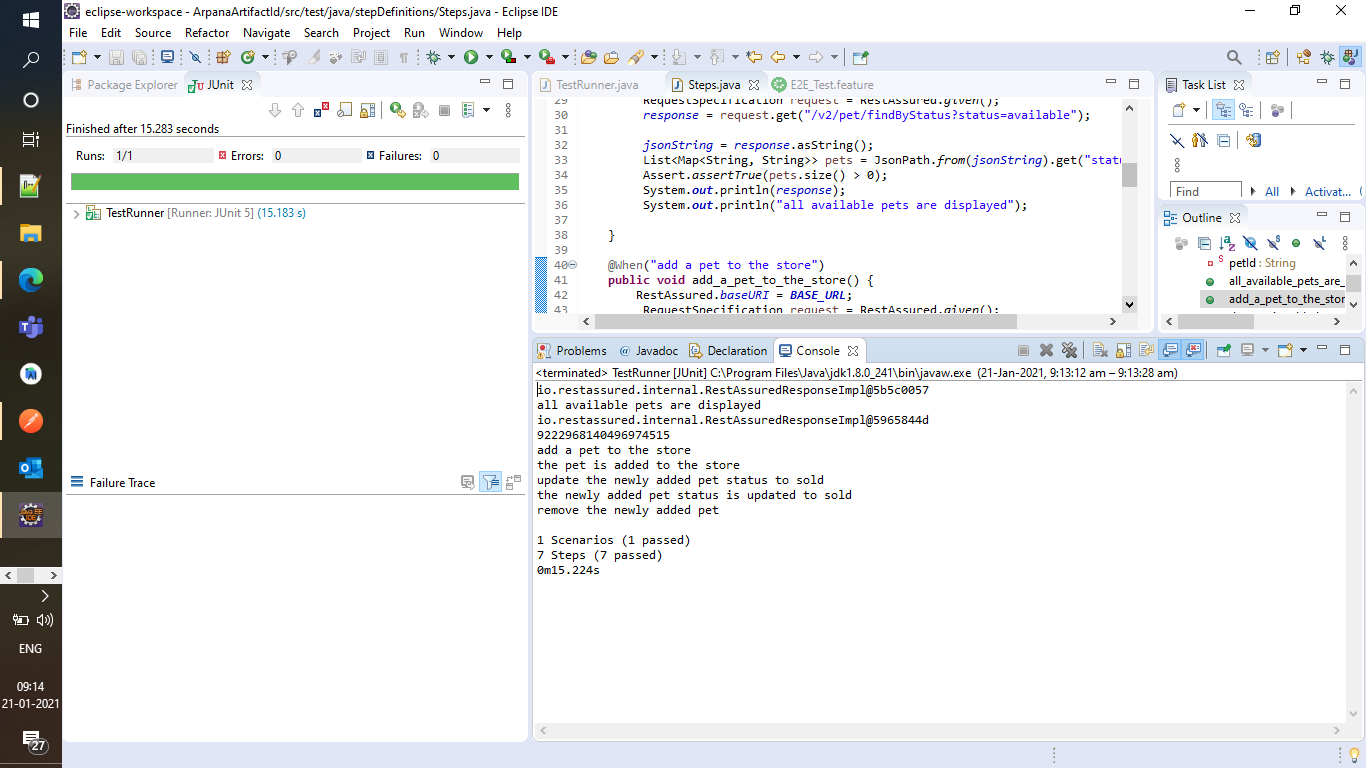 eclipse-workspace - ArpanaArtifactId/src/test/java/stepDefinitions/Steps.java - Eclipse IDE
File Edit Source Refactor Navigate Search Project Run Window Help
Package Explorer JUnit
Finished after 15.283 seconds
Runs: 1/1 Errors: 0 Failures: 0
TestRunner [Runner: JUnit 5] (15.183 s)
Failure Trace
TestRunner.java Steps.java E2E_Test.feature
29 RequestSpecification request = RestAssured.given();
30 response = request.get("/v2/pet/findByStatus?status=available");
31
32 jsonString = response.asString();
33 List<Map<String, String>> pets = JsonPath.from(jsonString).get("statu
34 Assert.assertTrue(pets.size() > 0);
35 System.out.println(response);
36 System.out.println("all available pets are displayed");
37
38 }
39
40 @When("add a pet to the store")
41 public void add_a_pet_to_the_store() {
42 RestAssured.baseURI = BASE_URL;
43 RequestSpecification request = RestAssured.given();
Task List
Find All Activat...
Outline
petId : String
all_available_pets_are_
add_a_pet_to_the_stor
Problems @ Javadoc Declaration Console
<terminated> TestRunner [JUnit] C:\Program Files\Java\jdk1.8.0_241\bin\javaw.exe (21-Jan-2021, 9:13:12 am – 9:13:28 am)
io.restassured.internal.RestAssuredResponseImpl@5b5c0057
all available pets are displayed
io.restassured.internal.RestAssuredResponseImpl@5965844d
9222968140496974515
add a pet to the store
the pet is added to the store
update the newly added pet status to sold
the newly added pet status is updated to sold
remove the newly added pet
1 Scenarios (1 passed)
7 Steps (7 passed)
0m15.224s
ENG
09:14
21-01-2021
27